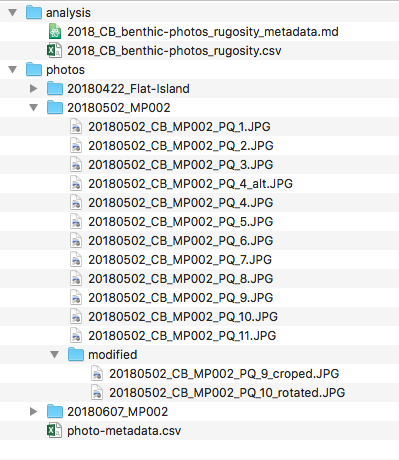 analysis
2018_CB_benthic-photos_rugosity_metadata.md
2018_CB_benthic-photos_rugosity.csv
photos
20180422_Flat-Island
20180502_MP002
20180502_CB_MP002_PQ_1.JPG
20180502_CB_MP002_PQ_2.JPG
20180502_CB_MP002_PQ_3.JPG
20180502_CB_MP002_PQ_4_alt.JPG
20180502_CB_MP002_PQ_4.JPG
20180502_CB_MP002_PQ_5.JPG
20180502_CB_MP002_PQ_6.JPG
20180502_CB_MP002_PQ_7.JPG
20180502_CB_MP002_PQ_8.JPG
20180502_CB_MP002_PQ_9.JPG
20180502_CB_MP002_PQ_10.JPG
20180502_CB_MP002_PQ_11.JPG
modified
20180502_CB_MP002_PQ_9_croped.JPG
20180502_CB_MP002_PQ_10_rotated.JPG
20180607_MP002
photo-metadata.csv